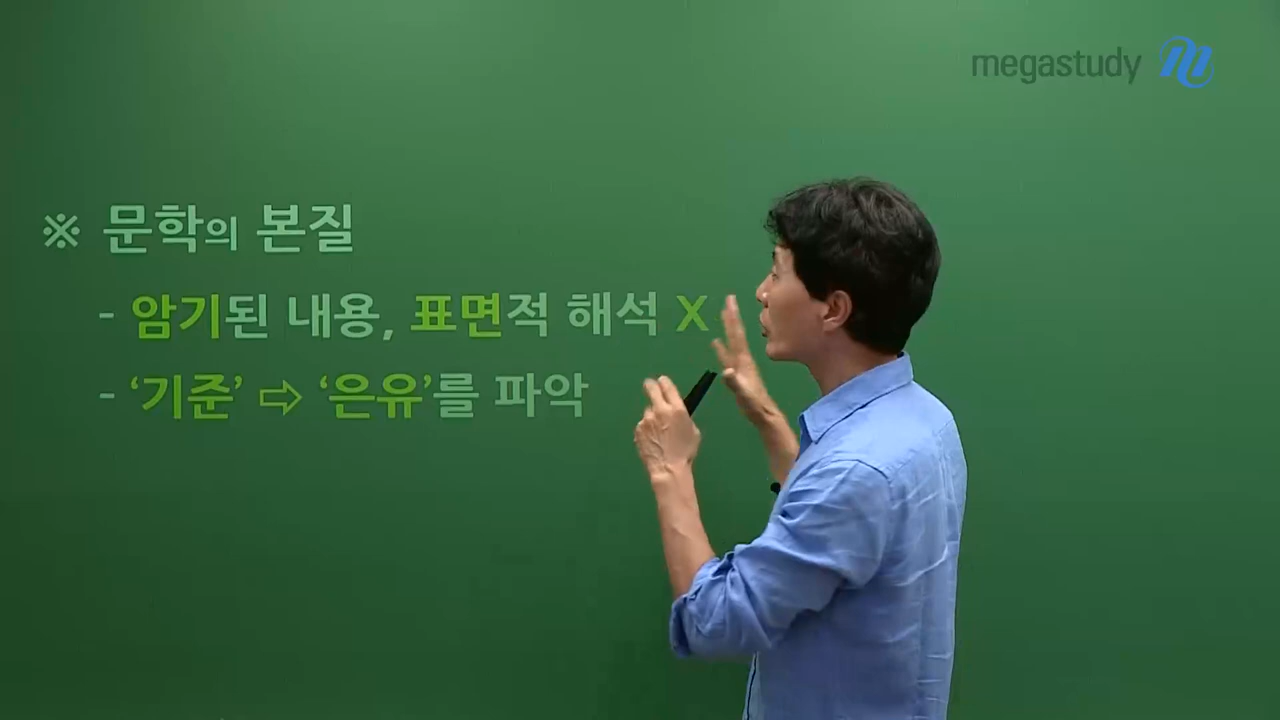 megastudy
※ 문학의 본질
- 암기된 내용, 표면적 해석 X
- ‘기준’ ⇨ ‘은유’를 파악